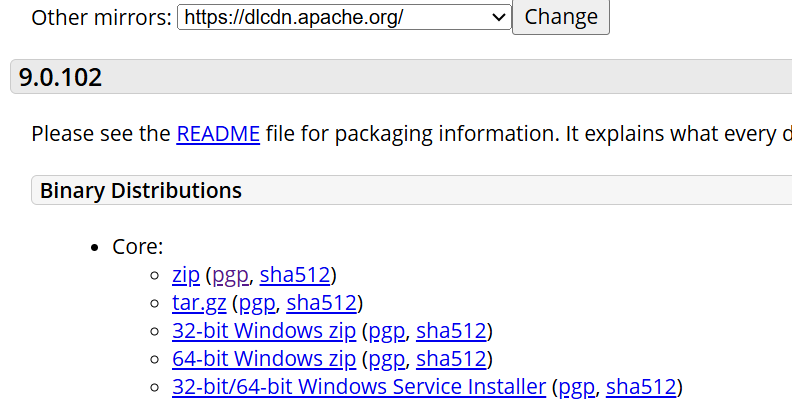 Other mirrors: https://dlcdn.apache.org/ Change
9.0.102
Please see the README file for packaging information. It explains what every d
Binary Distributions
• Core:
○ zip (pgp, sha512)
○ tar.gz (pgp, sha512)
○ 32-bit Windows zip (pgp, sha512)
○ 64-bit Windows zip (pgp, sha512)
○ 32-bit/64-bit Windows Service Installer (pgp, sha512)